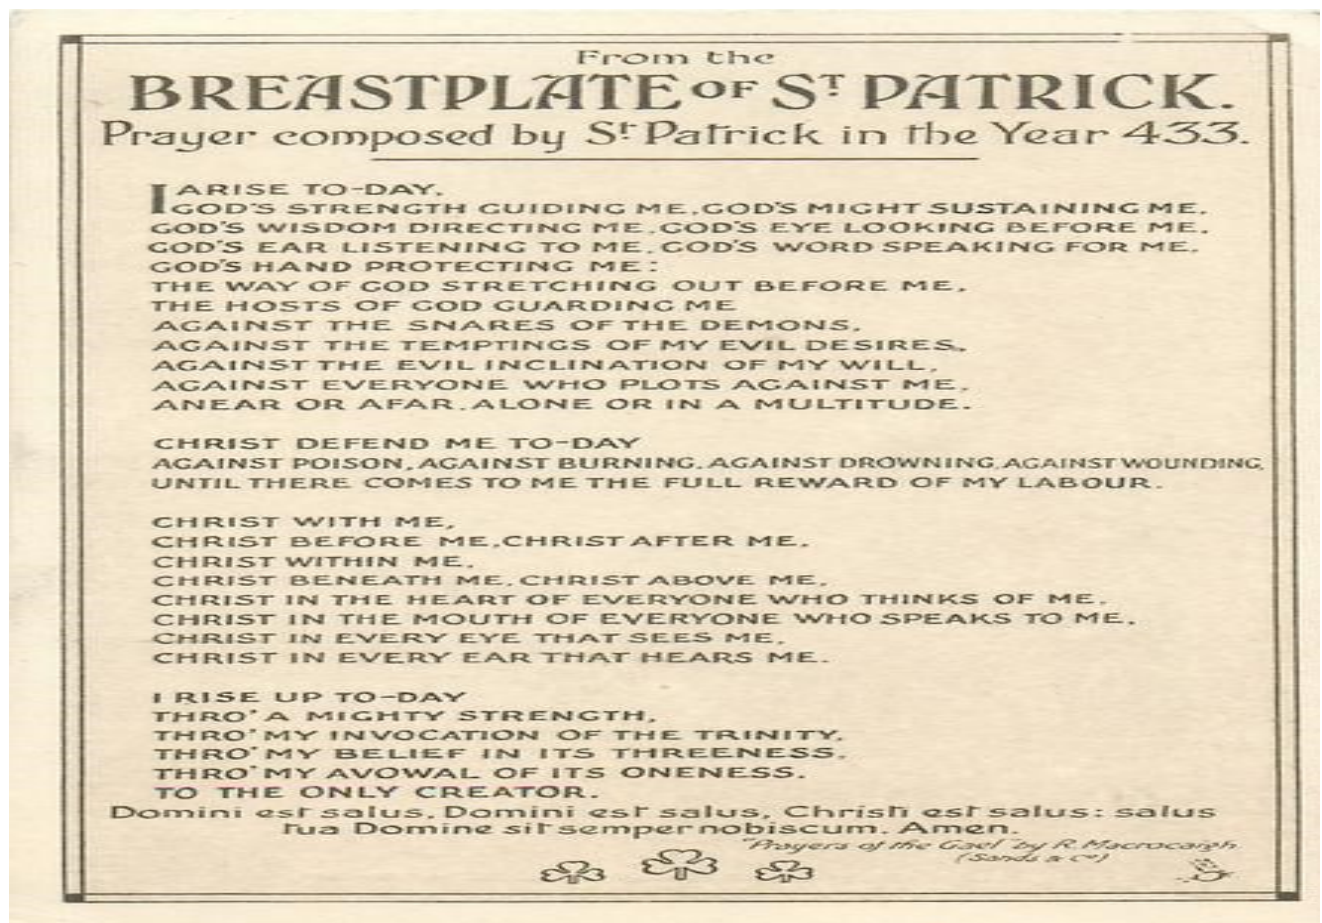 From the
BREASTPLATE OF ST PATRICK.
Prayer composed by St Patrick in the Year 433.
I ARISE TO-DAY,
GOD'S STRENGTH GUIDING ME, GOD'S MIGHT SUSTAINING ME,
GOD'S WISDOM DIRECTING ME, GOD'S EYE LOOKING BEFORE ME,
GOD'S EAR LISTENING TO ME, GOD'S WORD SPEAKING FOR ME,
GOD'S HAND PROTECTING ME:
THE WAY OF GOD STRETCHING OUT BEFORE ME,
THE HOSTS OF GOD GUARDING ME
AGAINST THE SNARES OF THE DEMONS,
AGAINST THE TEMPTINGS OF MY EVIL DESIRES,
AGAINST THE EVIL INCLINATION OF MY WILL,
AGAINST EVERYONE WHO PLOTS AGAINST ME,
ANEAR OR AFAR, ALONE OR IN A MULTITUDE.
CHRIST DEFEND ME TO-DAY
AGAINST POISON, AGAINST BURNING, AGAINST DROWNING, AGAINST WOUNDING,
UNTIL THERE COMES TO ME THE FULL REWARD OF MY LABOUR.
CHRIST WITH ME,
CHRIST BEFORE ME, CHRIST AFTER ME,
CHRIST WITHIN ME,
CHRIST BENEATH ME, CHRIST ABOVE ME,
CHRIST IN THE HEART OF EVERYONE WHO THINKS OF ME,
CHRIST IN THE MOUTH OF EVERYONE WHO SPEAKS TO ME,
CHRIST IN EVERY EYE THAT SEES ME,
CHRIST IN EVERY EAR THAT HEARS ME.
I RISE UP TO-DAY
THRO' A MIGHTY STRENGTH,
THRO' MY INVOCATION OF THE TRINITY,
THRO' MY BELIEF IN ITS THREENESS,
THRO' MY AVOWAL OF ITS ONENESS,
TO THE ONLY CREATOR.
Domini est salus, Domini est salus, Christi est salus: salus
tua Domine sit semper nobiscum. Amen.
"Prayers of the Gael" by R. Macrocaigh
(Sands & Co)